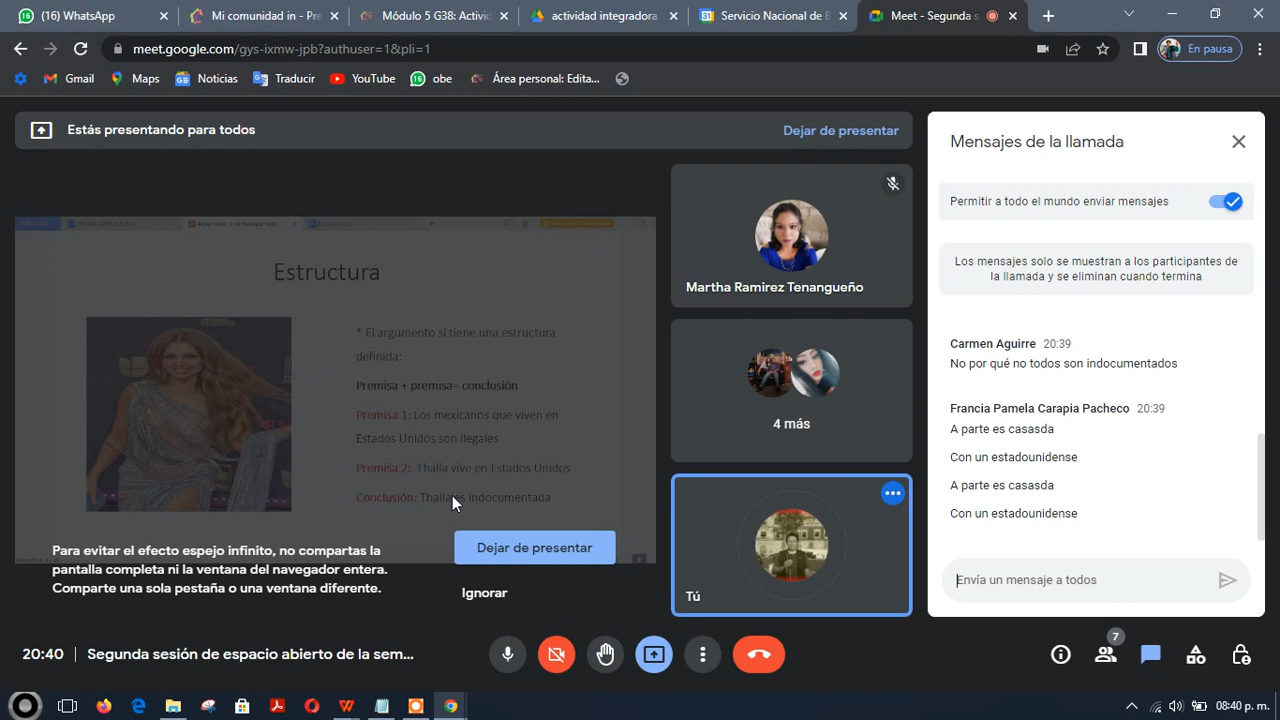 (16) WhatsApp
Mi comunidad in - Pre
Módulo 5 G38: Activi
actividad integradora
Servicio Nacional de B
Meet - Segunda s
meet.google.com/gys-ixmw-jpb?authuser=1&pli=1
En pausa
Gmail
Maps
Noticias
Traducir
YouTube
obe
Área personal: Edita...
Estás presentando para todos
Dejar de presentar
Estructura
* El argumento sí tiene una estructura
definida:
Premisa + premisa= conclusión
Premisa 1: Los mexicanos que viven en
Estados Unidos son ilegales
Premisa 2: Thalía vive en Estados Unidos
Conclusión: Thalía es indocumentada
Para evitar el efecto espejo infinito, no compartas la
pantalla completa ni la ventana del navegador entera.
Comparte una sola pestaña o una ventana diferente.
Dejar de presentar
Ignorar
Martha Ramirez Tenangueño
4 más
Tú
Mensajes de la llamada
Permitir a todo el mundo enviar mensajes
Los mensajes solo se muestran a los participantes de
la llamada y se eliminan cuando termina
Carmen Aguirre 20:39
No por qué no todos son indocumentados
Francia Pamela Carapia Pacheco 20:39
A parte es casasda
Con un estadounidense
A parte es casasda
Con un estadounidense
Envía un mensaje a todos
20:40
Segunda sesión de espacio abierto de la sem...
7
08:40 p. m.